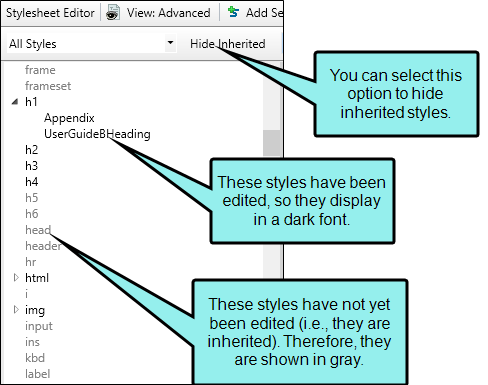 Stylesheet Editor View: Advanced Add Se
All Styles Hide Inherited
frame
frameset
h1
Appendix
UserGuideBHeading
h2
h3
h4
h5
h6
head
header
hr
html
i
img
input
ins
kbd
label
You can select this
option to hide
inherited styles.
These styles have been
edited, so they display
in a dark font.
These styles have not yet
been edited (i.e., they are
inherited). Therefore, they
are shown in gray.